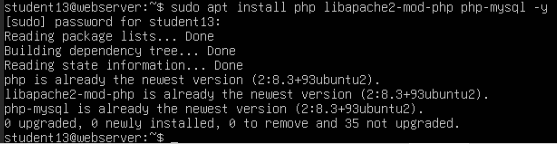 student13@webserver:~$ sudo apt install php libapache2-mod-php php-mysql -y
[sudo] password for student13:
Reading package lists... Done
Building dependency tree... Done
Reading state information... Done
php is already the newest version (2:8.3+93ubuntu2).
libapache2-mod-php is already the newest version (2:8.3+93ubuntu2).
php-mysql is already the newest version (2:8.3+93ubuntu2).
0 upgraded, 0 newly installed, 0 to remove and 35 not upgraded.
student13@webserver:~$ _